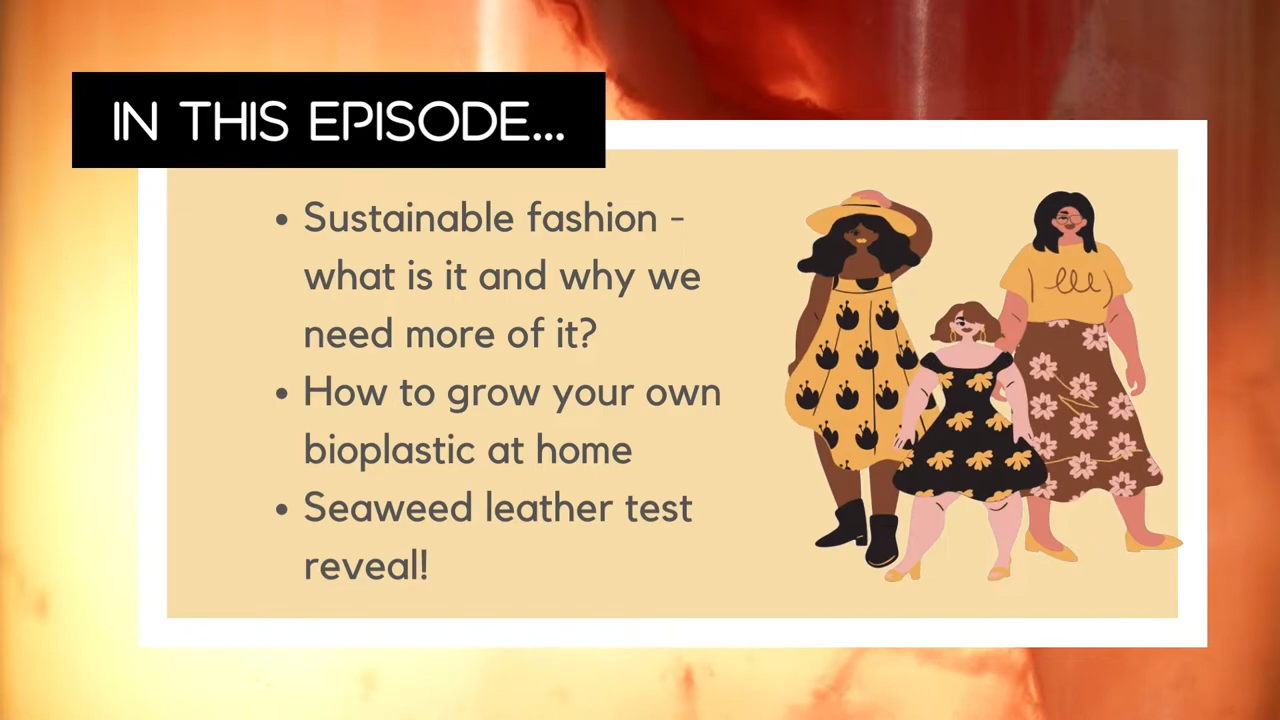 IN THIS EPISODE...
• Sustainable fashion -
what is it and why we
need more of it?
• How to grow your own
bioplastic at home
• Seaweed leather test
reveal!